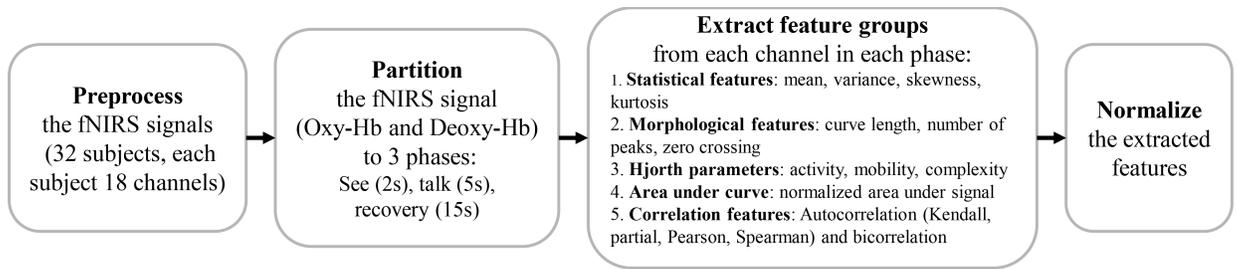 Preprocess
the fNIRS signals
(32 subjects, each
subject 18 channels)
Partition
the fNIRS signal
(Oxy-Hb and Deoxy-Hb)
to 3 phases:
See (2s), talk (5s),
recovery (15s)
Extract feature groups
from each channel in each phase:
1. Statistical features: mean, variance, skewness,
kurtosis
2. Morphological features: curve length, number of
peaks, zero crossing
3. Hjorth parameters: activity, mobility, complexity
4. Area under curve: normalized area under signal
5. Correlation features: Autocorrelation (Kendall,
partial, Pearson, Spearman) and bicorrelation
Normalize
the extracted
features